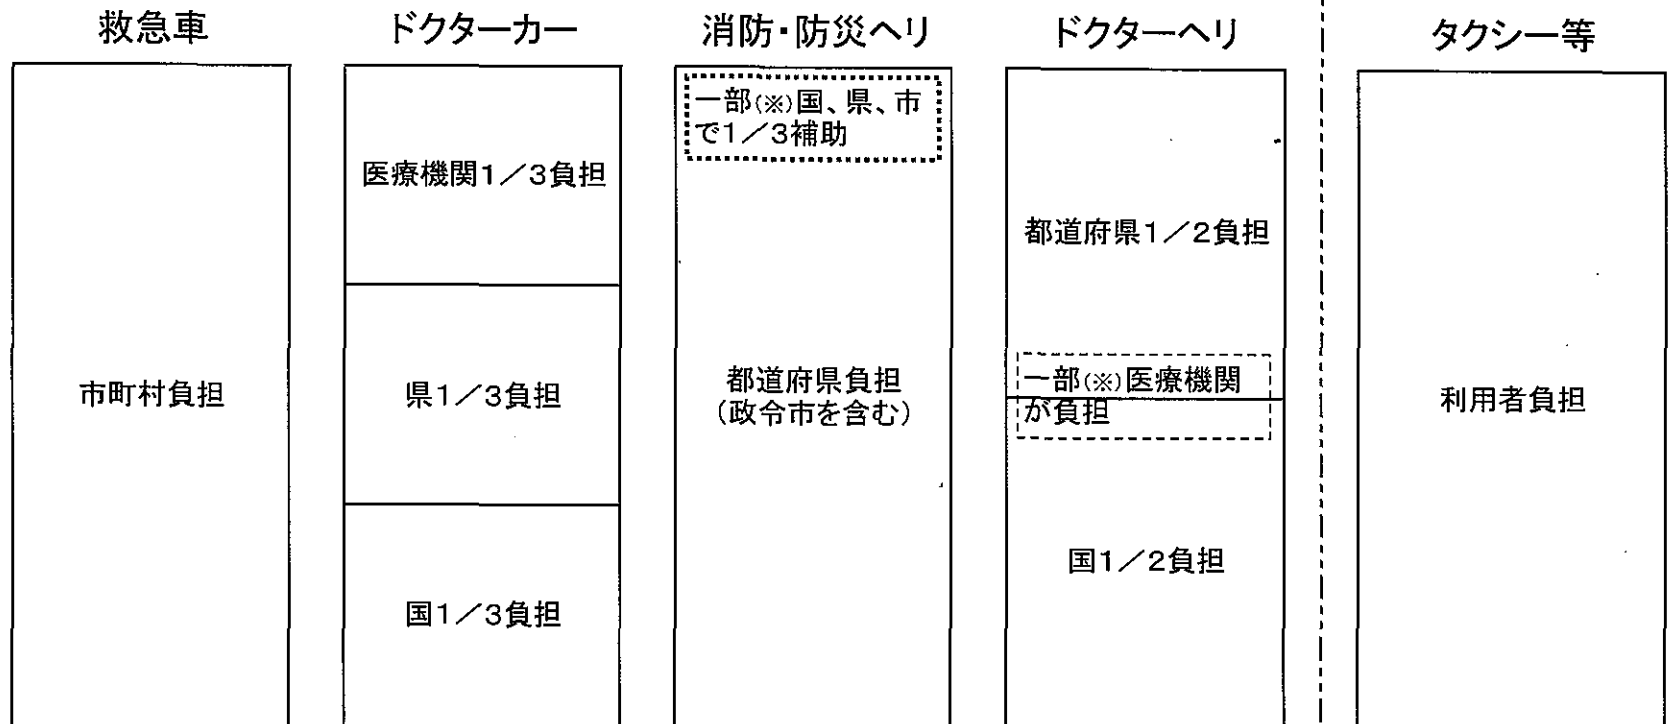 救急車
ドクターカー
消防・防災ヘリ
ドクターヘリ
タクシー等
市町村負担
医療機関1／3負担
県1／3負担
国1／3負担
一部(※)国、県、市
で1／3補助
都道府県負担
(政令市を含む)
都道府県1／2負担
一部(※)医療機関
が負担
国1／2負担
利用者負担